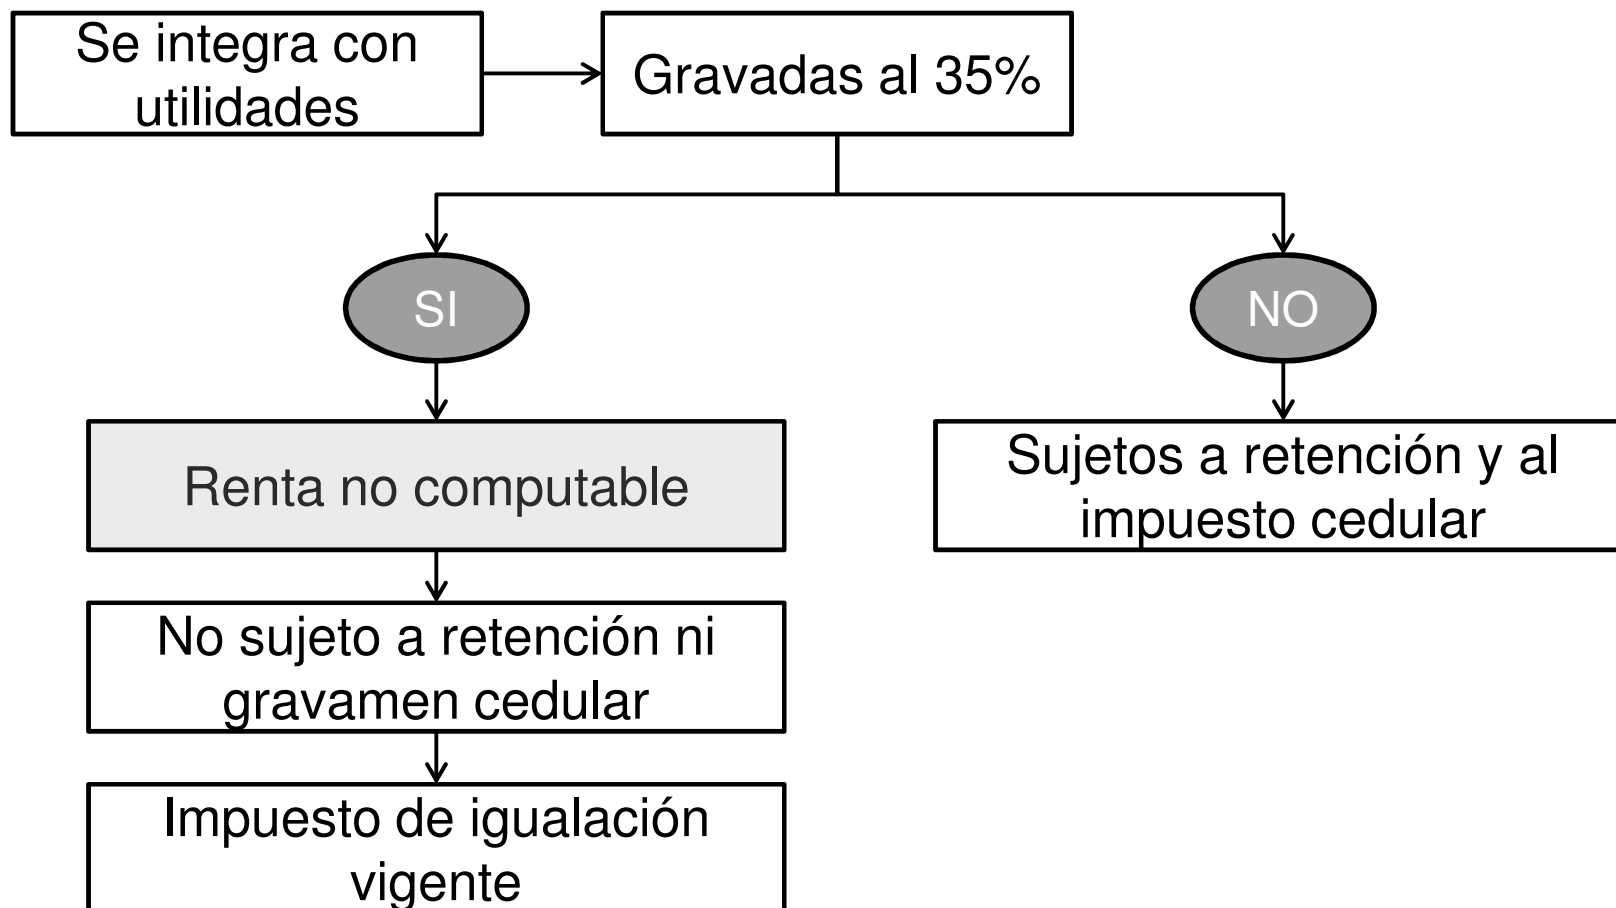 Se integra con
utilidades
Gravadas al 35%
SI
NO
Renta no computable
Sujetos a retención y al
impuesto cedular
No sujeto a retención ni
gravamen cedular
Impuesto de igualación
vigente